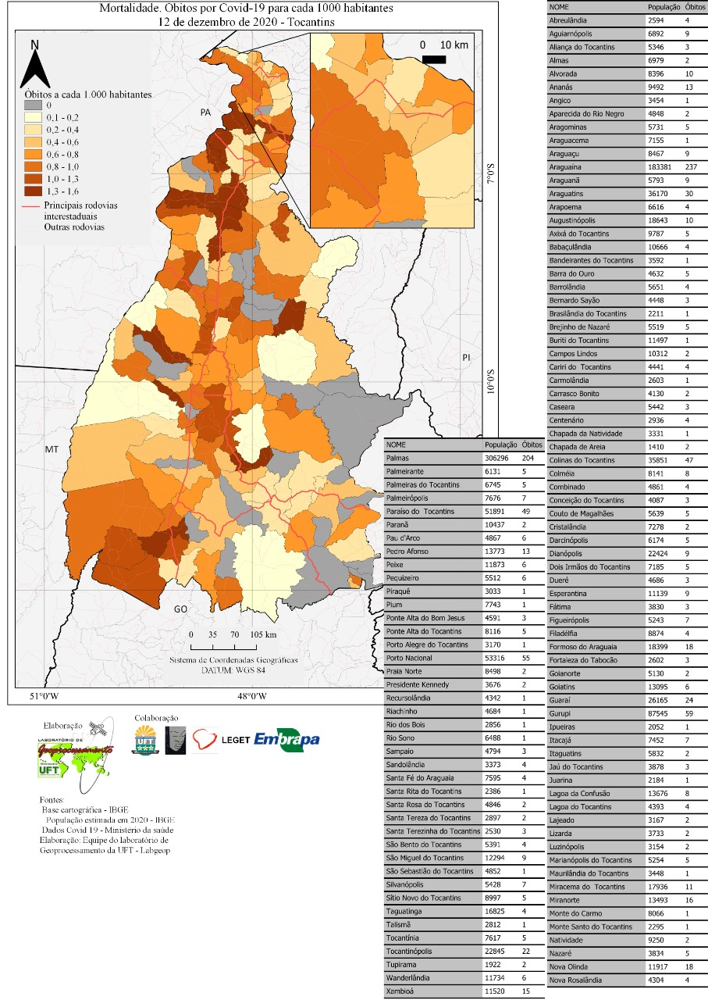 Mortalidade. Óbitos por Covid-19 para cada 1000 habitantes
12 de dezembro de 2020 - Tocantins
N
Óbitos a cada 1.000 habitantes
0
0,1 - 0,2
0,2 - 0,4
0,4 - 0,6
0,6 - 0,8
0,8 - 1,0
1,0 - 1,3
1,3 - 1,6
Principais rodovias
interestaduais
Outras rodovias
PA
0 10 km
7°0'S
PI
10°0'S
MT
GO
0 35 70 105 km
Sistema de Coordenadas Geográficas
DATUM: WGS 84
51°0'W
48°0'W
Elaboração
LABORATÓRIO DE
Geoprocessamento
UFT
Colaboração
UFT
LEGET
Embrapa
Fontes:
Base cartográfica - IBGE
População estimada em 2020 - IBGE
Dados Covid 19 - Ministério da saúde
Elaboração: Equipe do laboratório de
Geoprocessamento da UFT - Labgeop
NOME População Óbitos
Abreulândia 2594 4
Aguiarnópolis 6892 9
Aliança do Tocantins 5346 3
Almas 6979 2
Alvorada 8396 10
Ananás 9492 13
Angico 3454 1
Aparecida do Rio Negro 4848 2
Aragominas 5731 5
Araguacema 7155 1
Araguaçu 8467 9
Araguaína 183381 237
Araguanã 5793 9
Araguatins 36170 30
Arapoema 6616 4
Augustinópolis 18643 10
Axixá do Tocantins 9787 5
Babaçulândia 10666 4
Bandeirantes do Tocantins 3592 1
Barra do Ouro 4632 5
Barrolândia 5651 4
Bernardo Sayão 4448 3
Brasilândia do Tocantins 2211 1
Brejinho de Nazaré 5519 5
Buriti do Tocantins 11497 1
Campos Lindos 10312 2
Cariri do Tocantins 4441 4
Carmolândia 2603 1
Carrasco Bonito 4130 2
Caseara 5442 3
Centenário 2936 4
Chapada da Natividade 3331 1
Chapada de Areia 1410 2
Colinas do Tocantins 35851 47
Colméia 8141 8
Combinado 4861 4
Conceição do Tocantins 4087 3
Couto de Magalhães 5639 5
Cristalândia 7278 2
Darcinópolis 6174 5
Dianópolis 22424 9
Dois Irmãos do Tocantins 7185 5
Dueré 4686 3
Esperantina 11139 9
Fátima 3830 3
Figueirópolis 5243 7
Filadélfia 8874 4
Formoso do Araguaia 18399 18
Fortaleza do Tabocão 2602 3
Goianorte 5130 2
Goiatins 13095 6
Guaraí 26165 24
Gurupi 87545 59
Ipueiras 2052 1
Itacajá 7452 7
Itaguatins 5832 2
Jaú do Tocantins 3878 3
Juarina 2184 1
Lagoa da Confusão 13676 8
Lagoa do Tocantins 4393 4
Lajeado 3167 2
Lizarda 3733 2
Luzinópolis 3154 2
Marianópolis do Tocantins 5254 5
Maurilândia do Tocantins 3448 1
Miracema do Tocantins 17936 11
Miranorte 13493 16
Monte do Carmo 8066 1
Monte Santo do Tocantins 2295 1
Natividade 9250 2
Nazaré 3834 5
Nova Olinda 11917 18
Nova Rosalândia 4304 4
NOME População Óbitos
Palmas 306296 204
Palmeirante 6131 5
Palmeiras do Tocantins 6745 5
Palmeirópolis 7676 7
Paraíso do Tocantins 51891 49
Paranã 10437 2
Pau d'Arco 4867 6
Pedro Afonso 13773 13
Peixe 11873 6
Pequizeiro 5512 6
Piraquê 3033 1
Pium 7743 1
Ponte Alta do Bom Jesus 4591 3
Ponte Alta do Tocantins 8116 5
Porto Alegre do Tocantins 3170 1
Porto Nacional 53316 55
Praia Norte 8498 2
Presidente Kennedy 3676 2
Recursolândia 4342 1
Riachinho 4684 1
Rio dos Bois 2856 1
Rio Sono 6488 1
Sampaio 4794 3
Sandolândia 3373 4
Santa Fé do Araguaia 7595 4
Santa Rita do Tocantins 2386 1
Santa Rosa do Tocantins 4846 2
Santa Tereza do Tocantins 2897 2
Santa Terezinha do Tocantins 2530 3
São Bento do Tocantins 5391 4
São Miguel do Tocantins 12294 9
São Sebastião do Tocantins 4852 1
Silvanópolis 5428 7
Sítio Novo do Tocantins 8997 5
Taguatinga 16825 4
Talismã 2812 1
Tocantínia 7617 5
Tocantinópolis 22845 22
Tupirama 1922 2
Wanderlândia 11734 6
Xambioá 11520 15